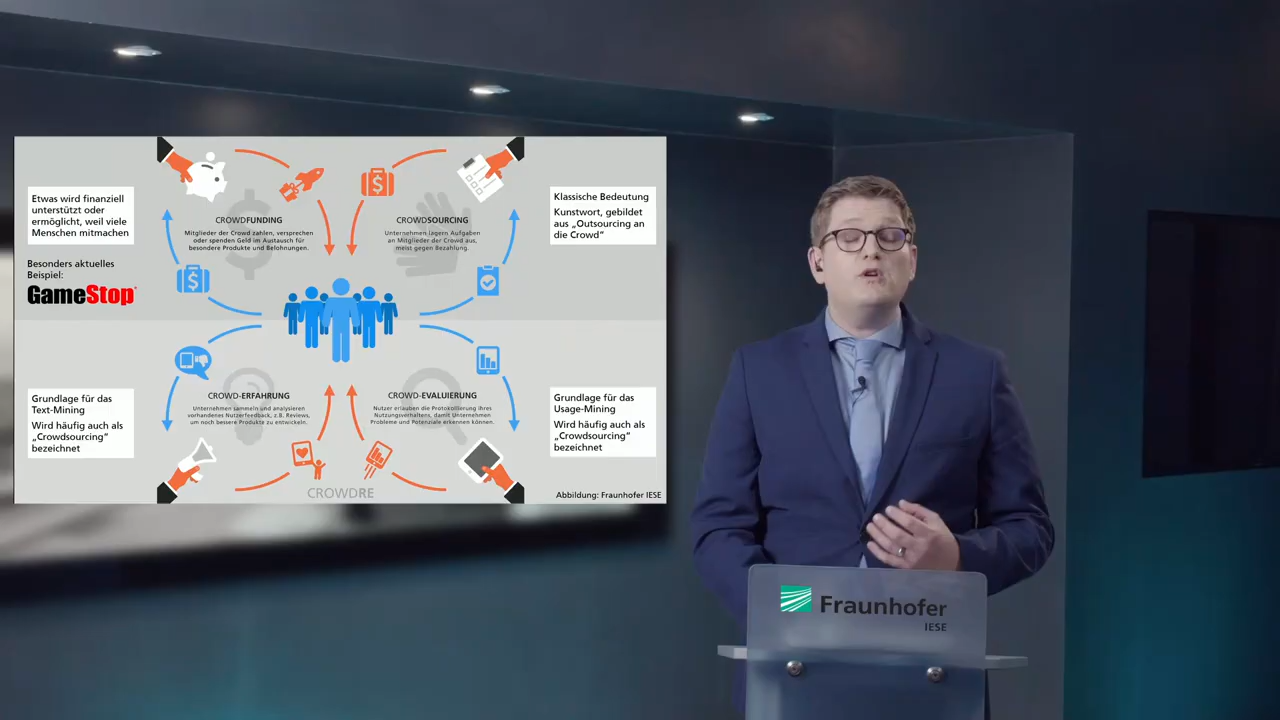 Etwas wird finanziell
unterstützt oder
ermöglicht, weil viele
Menschen mitmachen
Besonders aktuelles
Beispiel:
GameStop
CROWDFUNDING
Mitglieder der Crowd zahlen, versprechen
oder spenden Geld im Austausch für
besondere Produkte und Belohnungen.
CROWDSOURCING
Unternehmen lagern Aufgaben
an Mitglieder der Crowd aus,
meist gegen Bezahlung.
Klassische Bedeutung
Kunstwort, gebildet
aus „Outsourcing an
die Crowd“
Grundlage für das
Text-Mining
Wird häufig auch als
„Crowdsourcing“
bezeichnet
CROWD-ERFAHRUNG
Unternehmen sammeln und analysieren
vorhandenes Nutzerfeedback, z.B. Reviews,
um noch bessere Produkte zu entwickeln.
CROWD-EVALUIERUNG
Nutzer erlauben die Protokollierung ihres
Nutzungsverhaltens, damit Unternehmen
Probleme und Potenziale erkennen können.
Grundlage für das
Usage-Mining
Wird häufig auch als
„Crowdsourcing“
bezeichnet
CROWDRE
Abbildung: Fraunhofer IESE
Fraunhofer
IESE